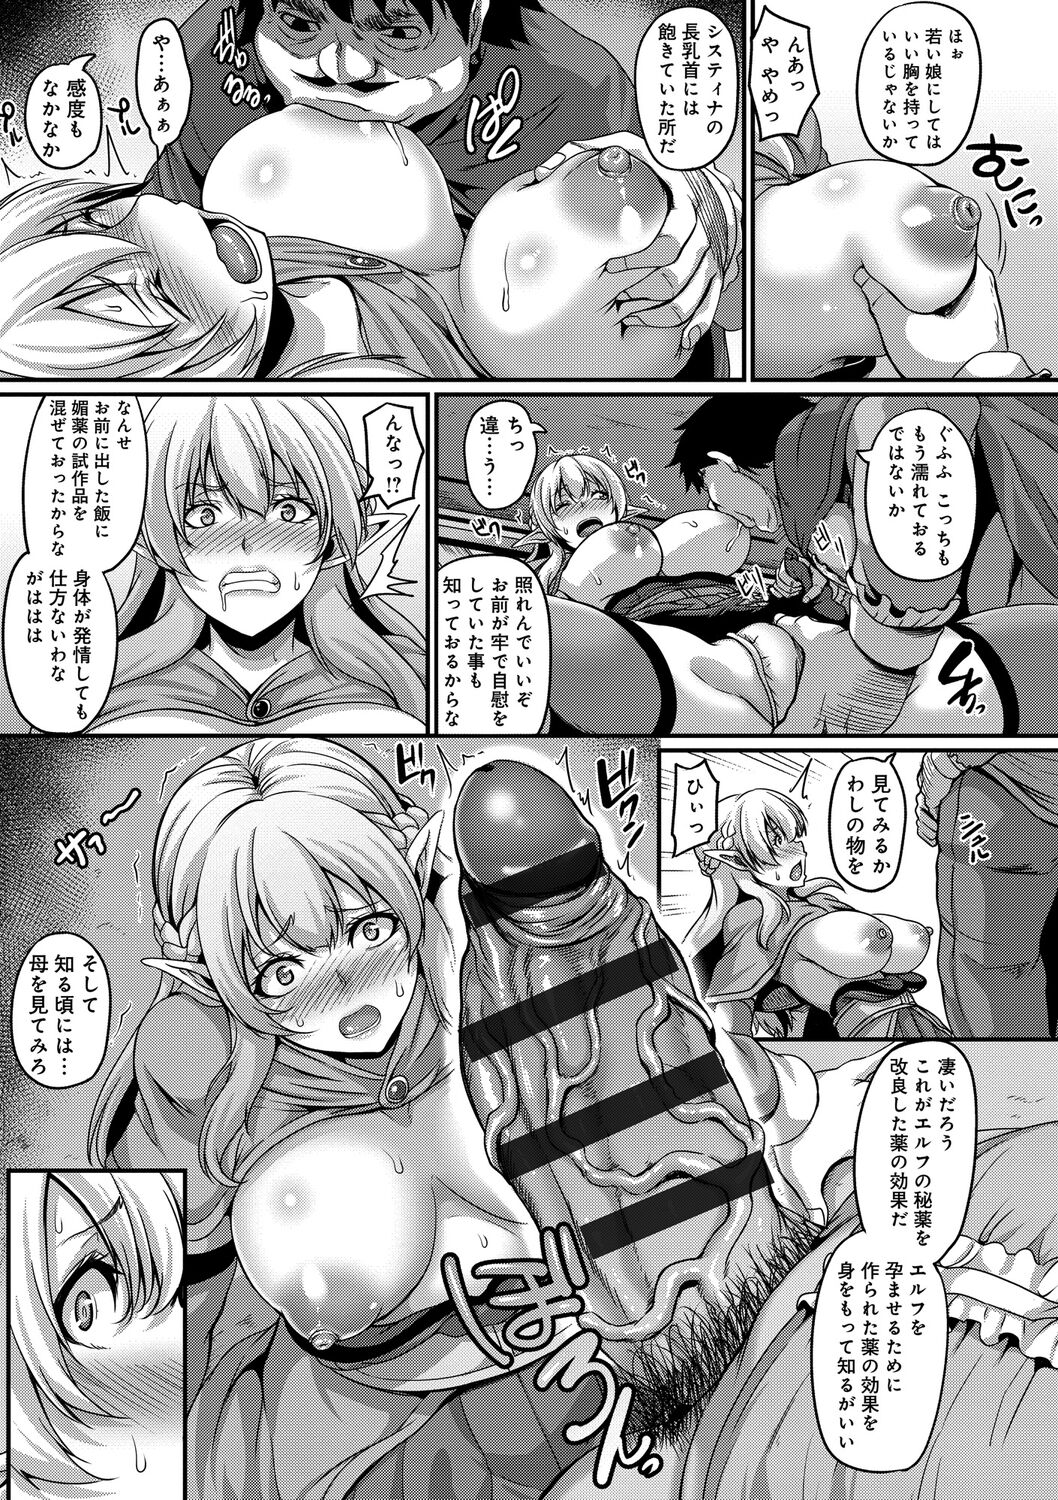 ほぉ
若い娘にしては
いい胸を持って
いるじゃないか
んあっ
や やめっ
むにっ
システィナの
長乳首には
飽きていた所だ
や…あぁぁ
感度も
なかなか
ぐふふ こっちも
もう濡れておる
ではないか
ちっ
違…う…
照れんでいいぞ
お前が牢で自慰を
していた事も
知っておるからな
んなっ!?
なんせ
お前に出した飯に
媚薬の試作品を
混ぜておったからな
身体が発情しても
仕方ないわな
がははは
見てみるか
わしの物を
シュル
ひぃっ
ぼろんっ
凄いだろう
これがエルフの秘薬を
改良した薬の効果だ
エルフを
孕ませるために
作られた薬の効果を
身をもって知るがいい
そして
知る頃には…
母を見てみろ